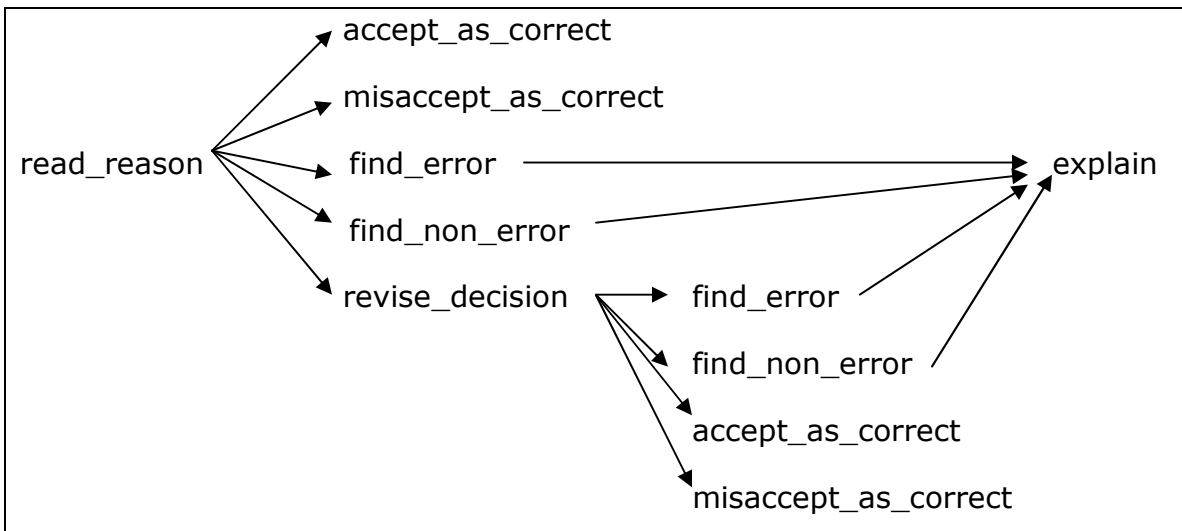 accept_as_correct
misaccept_as_correct
read_reason
find_error
explain
find_non_error
revise_decision
find_error
find_non_error
accept_as_correct
misaccept_as_correct